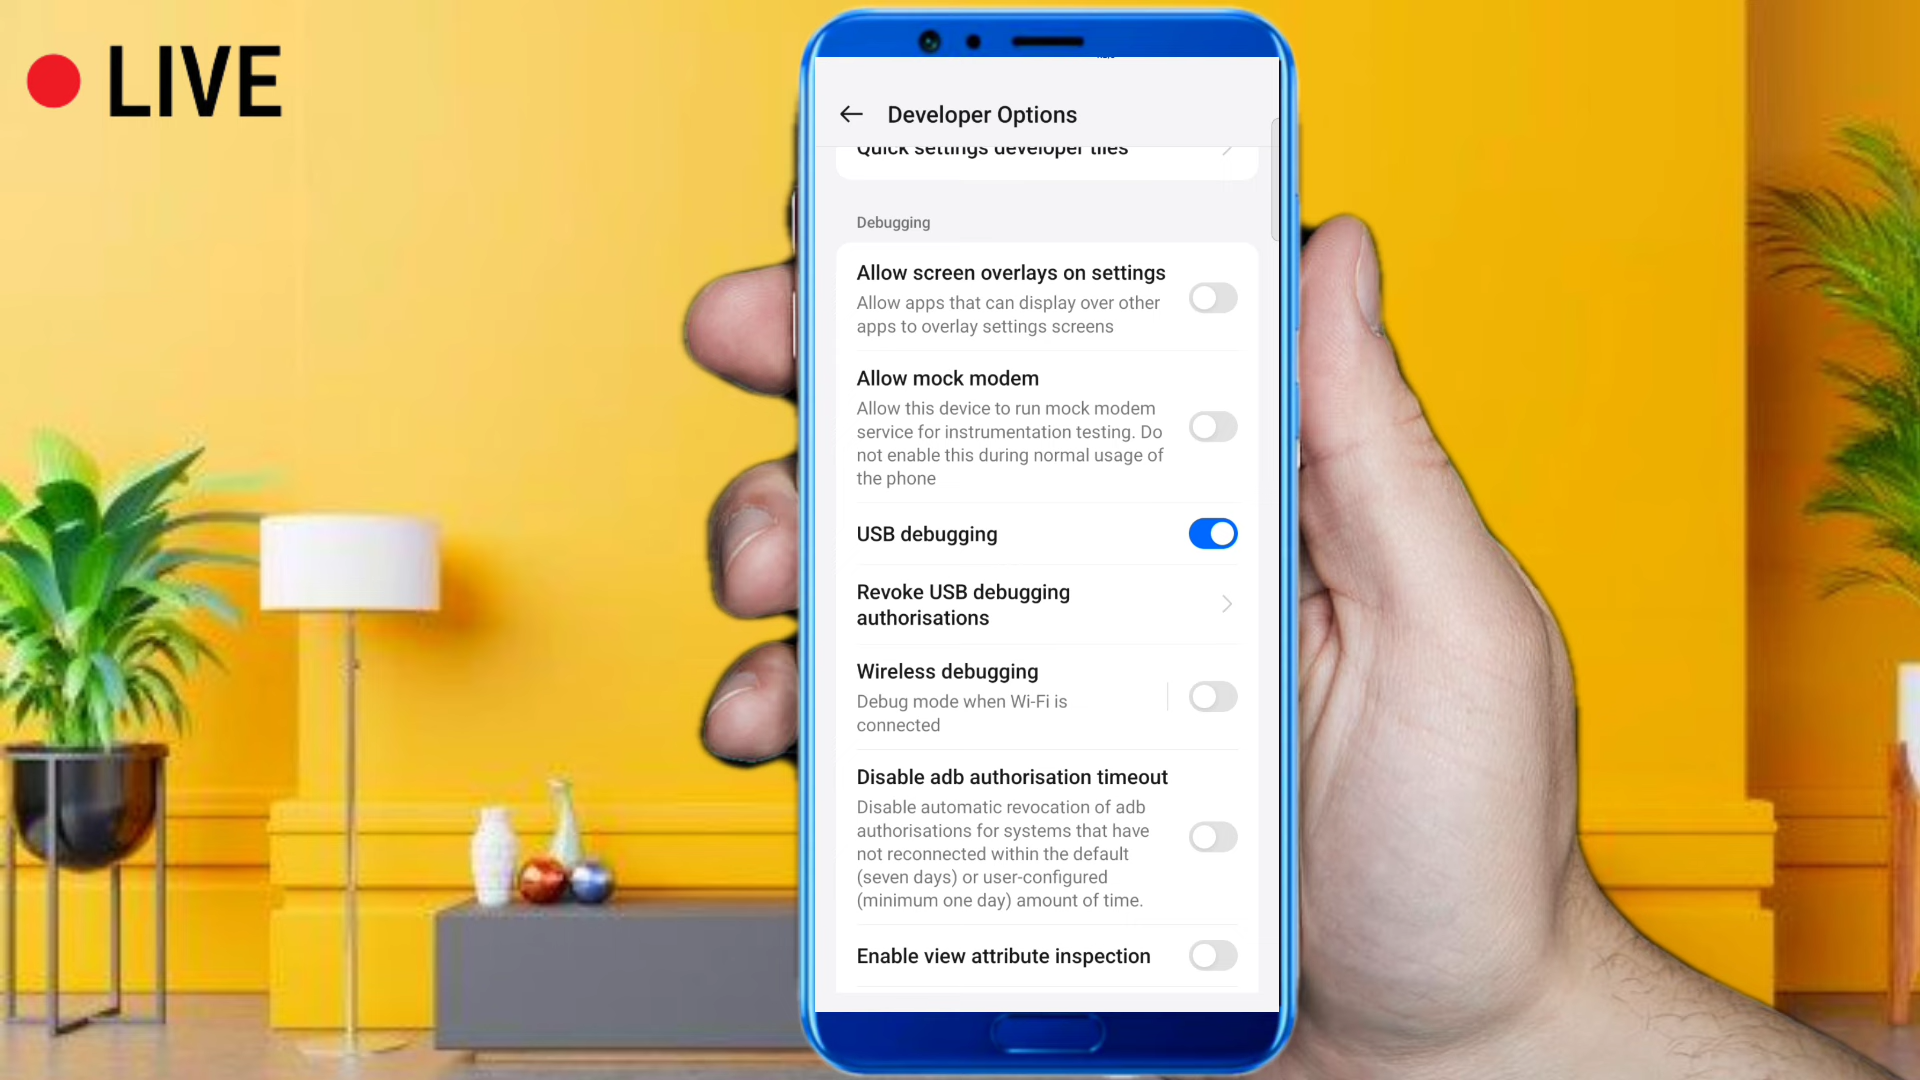 LIVE
Developer Options
Quick settings developer tiles
Debugging
Allow screen overlays on settings
Allow apps that can display over other
apps to overlay settings screens
Allow mock modem
Allow this device to run mock modem
service for instrumentation testing. Do
not enable this during normal usage of
the phone
USB debugging
Revoke USB debugging
authorisations
Wireless debugging
Debug mode when Wi-Fi is
connected
Disable adb authorisation timeout
Disable automatic revocation of adb
authorisations for systems that have
not reconnected within the default
(seven days) or user-configured
(minimum one day) amount of time.
Enable view attribute inspection